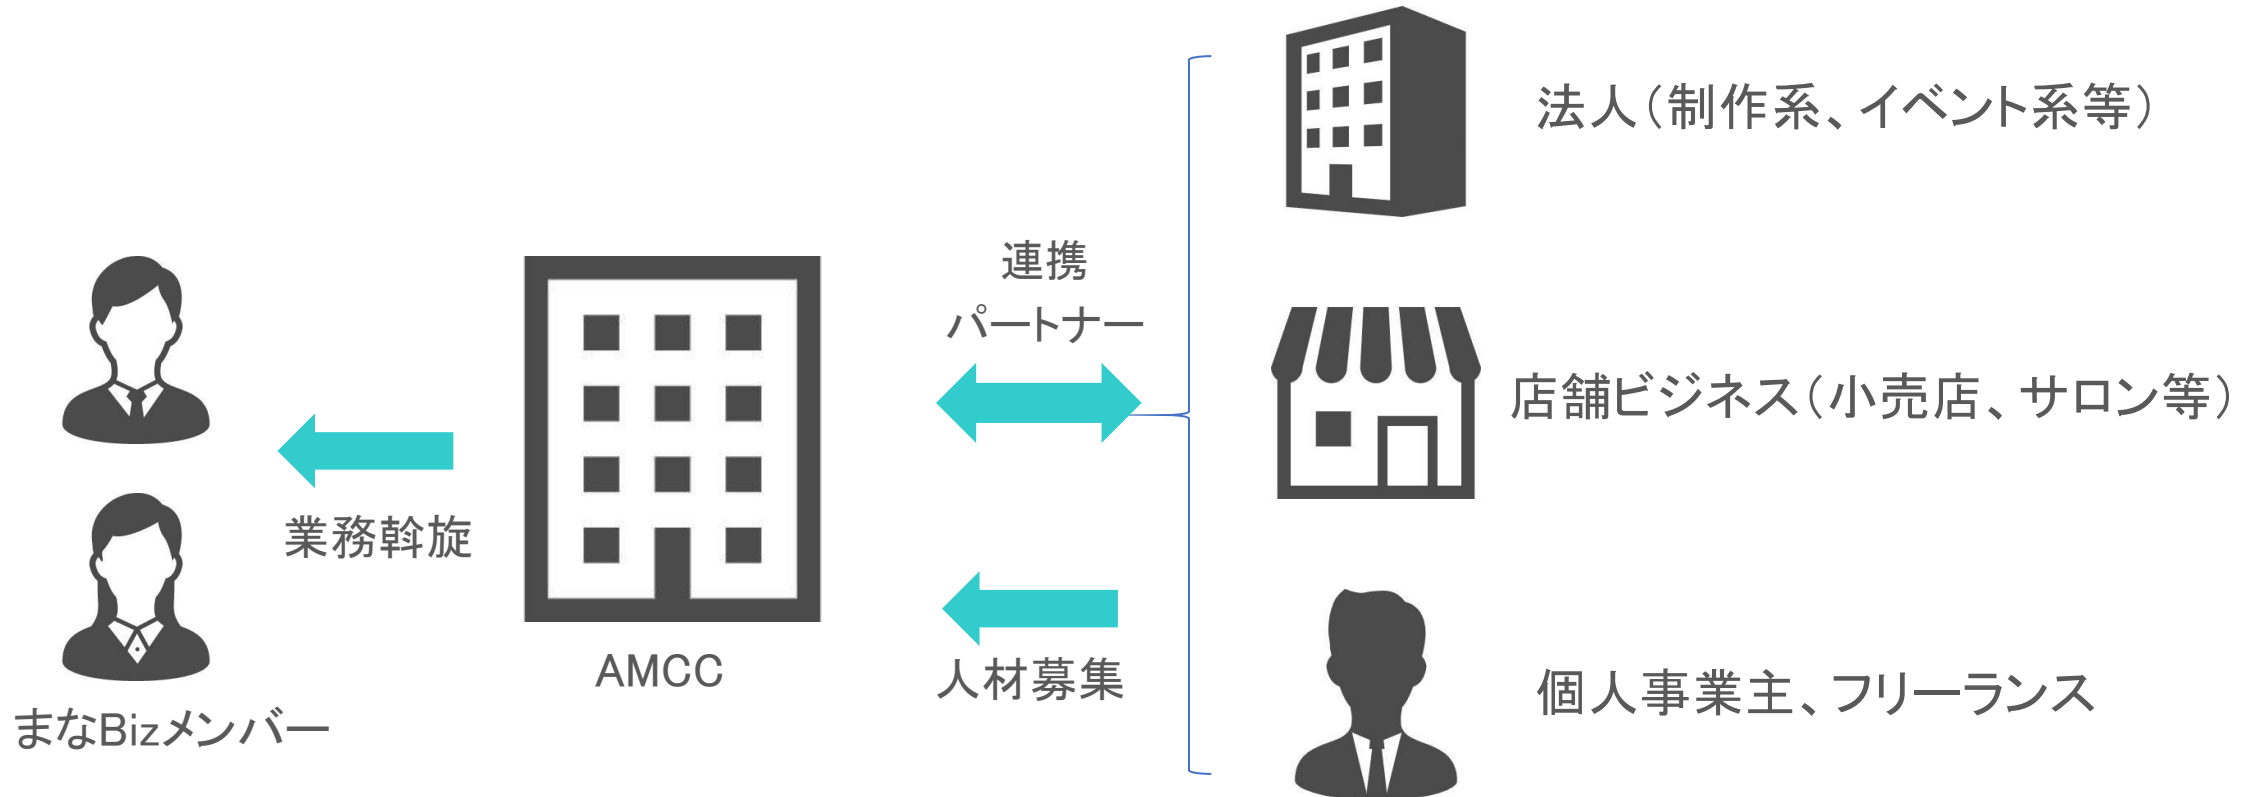 法人（制作系、イベント系等）
連携
パートナー
店舗ビジネス（小売店、サロン等）
業務斡旋
AMCC
人材募集
個人事業主、フリーランス
まなBizメンバー